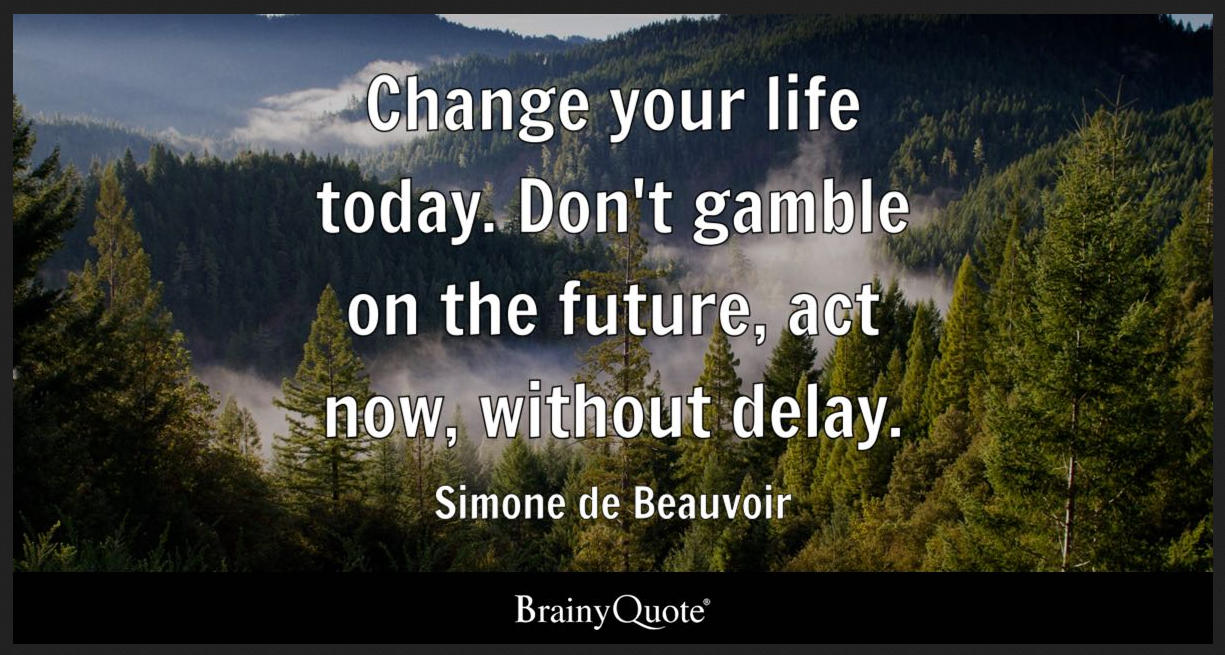 Change your life
today. Don't gamble
on the future, act
now, without delay.
Simone de Beauvoir
BrainyQuote®